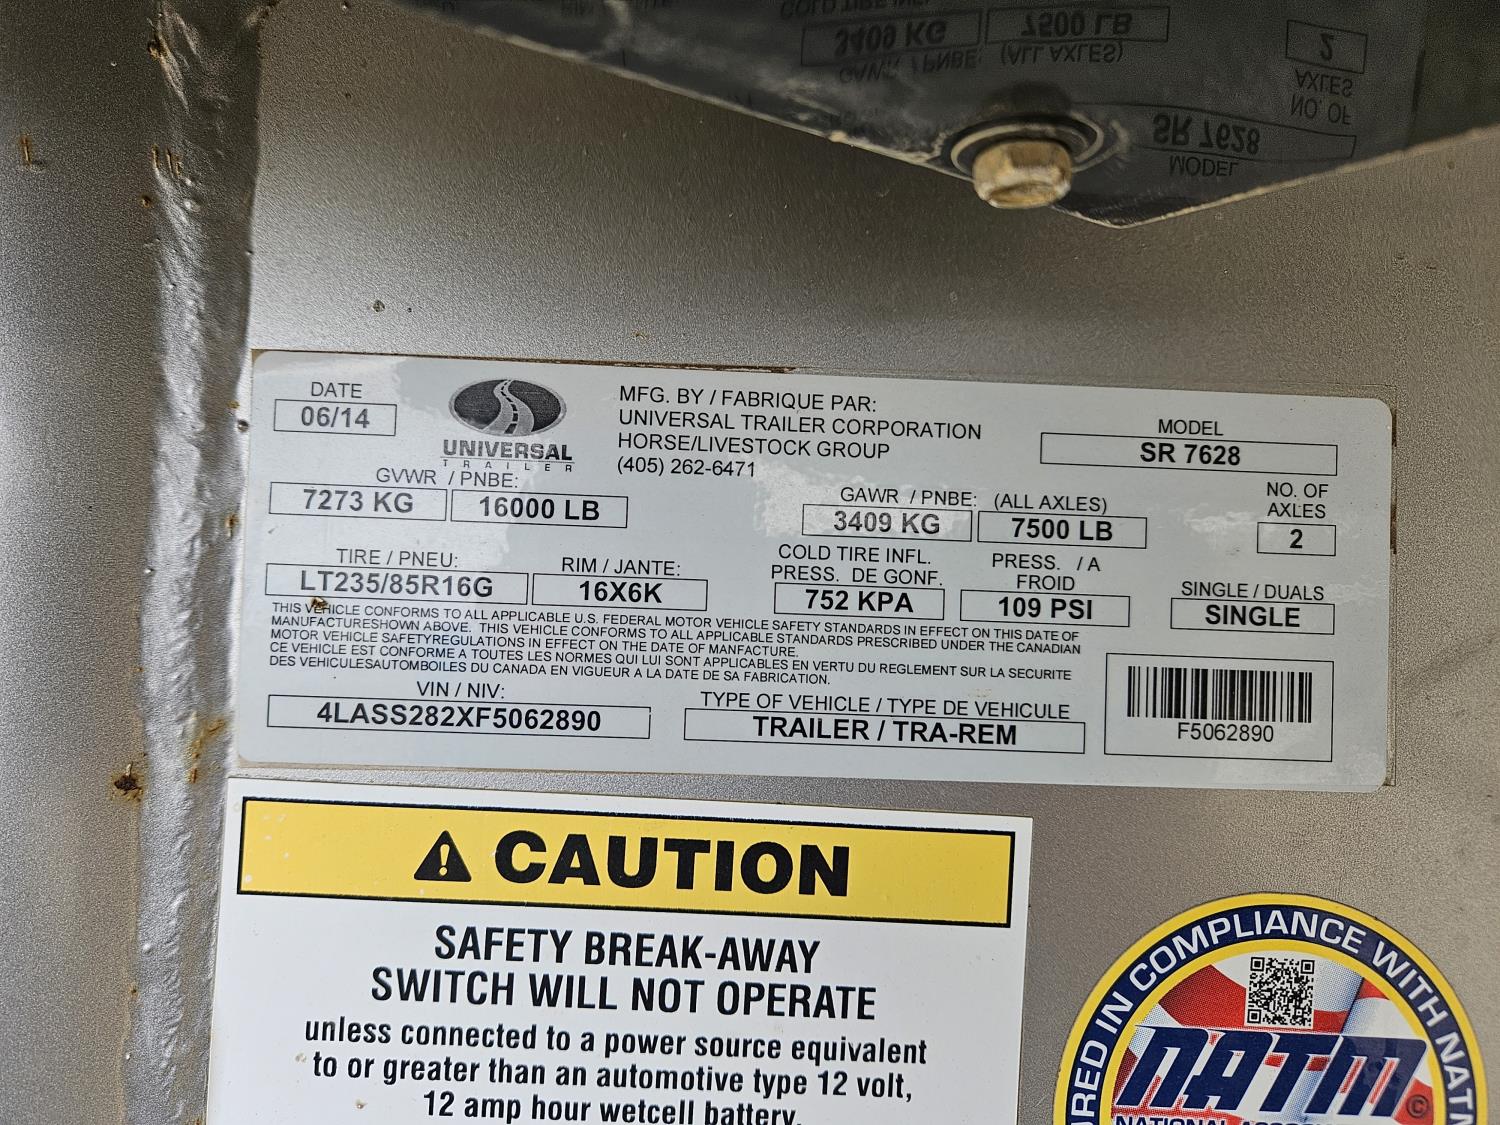 DATE
06/14
UNIVERSAL
TRAILER
MFG. BY / FABRIQUE PAR:
UNIVERSAL TRAILER CORPORATION
HORSE/LIVESTOCK GROUP
(405) 262-6471
MODEL
SR 7628
GVWR / PNBE:
7273 KG 16000 LB
GAWR / PNBE: (ALL AXLES)
3409 KG 7500 LB
NO. OF
AXLES
2
TIRE / PNEU:
LT235/85R16G
RIM / JANTE:
16X6K
COLD TIRE INFL. PRESS. / A
PRESS. DE GONF. FROID
752 KPA 109 PSI
SINGLE / DUALS
SINGLE
THIS VEHICLE CONFORMS TO ALL APPLICABLE U.S. FEDERAL MOTOR VEHICLE SAFETY STANDARDS IN EFFECT ON THIS DATE OF
MANUFACTURESHOWN ABOVE. THIS VEHICLE CONFORMS TO ALL APPLICABLE STANDARDS PRESCRIBED UNDER THE CANADIAN
MOTOR VEHICLE SAFETYREGULATIONS IN EFFECT ON THE DATE OF MANFACTURE.
CE VEHICLE EST CONFORME A TOUTES LES NORMES QUI LUI SONT APPLICABLES EN VERTU DU REGLEMENT SUR LA SECURITE
DES VEHICULESAUTOMBOILES DU CANADA EN VIGUEUR A LA DATE DE SA FABRICATION.
VIN / NIV:
4LASS282XF5062890
TYPE OF VEHICLE / TYPE DE VEHICULE
TRAILER / TRA-REM
F5062890
CAUTION
SAFETY BREAK-AWAY
SWITCH WILL NOT OPERATE
unless connected to a power source equivalent
to or greater than an automotive type 12 volt,
12 amp hour wetcell battery.
IN COMPLIANCE WITH
NATM
©
NATIONAL